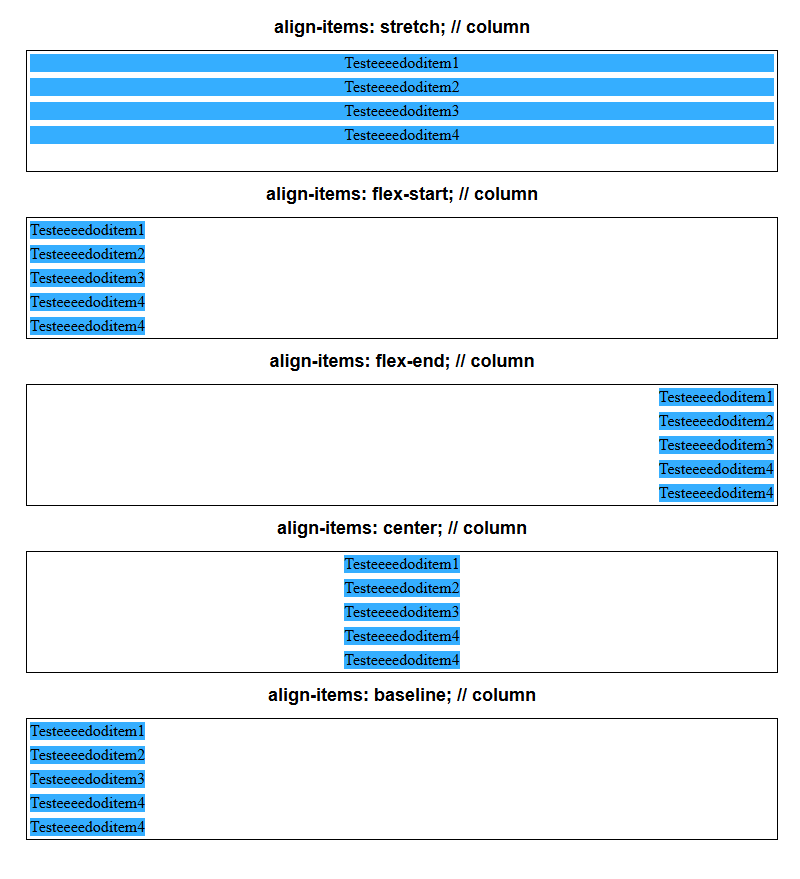 align-items: stretch; // column
Testeeeedoditem1
Testeeeedoditem2
Testeeeedoditem3
Testeeeedoditem4
align-items: flex-start; // column
Testeeeedoditem1
Testeeeedoditem2
Testeeeedoditem3
Testeeeedoditem4
Testeeeedoditem4
align-items: flex-end; // column
Testeeeedoditem1
Testeeeedoditem2
Testeeeedoditem3
Testeeeedoditem4
Testeeeedoditem4
align-items: center; // column
Testeeeedoditem1
Testeeeedoditem2
Testeeeedoditem3
Testeeeedoditem4
Testeeeedoditem4
align-items: baseline; // column
Testeeeedoditem1
Testeeeedoditem2
Testeeeedoditem3
Testeeeedoditem4
Testeeeedoditem4